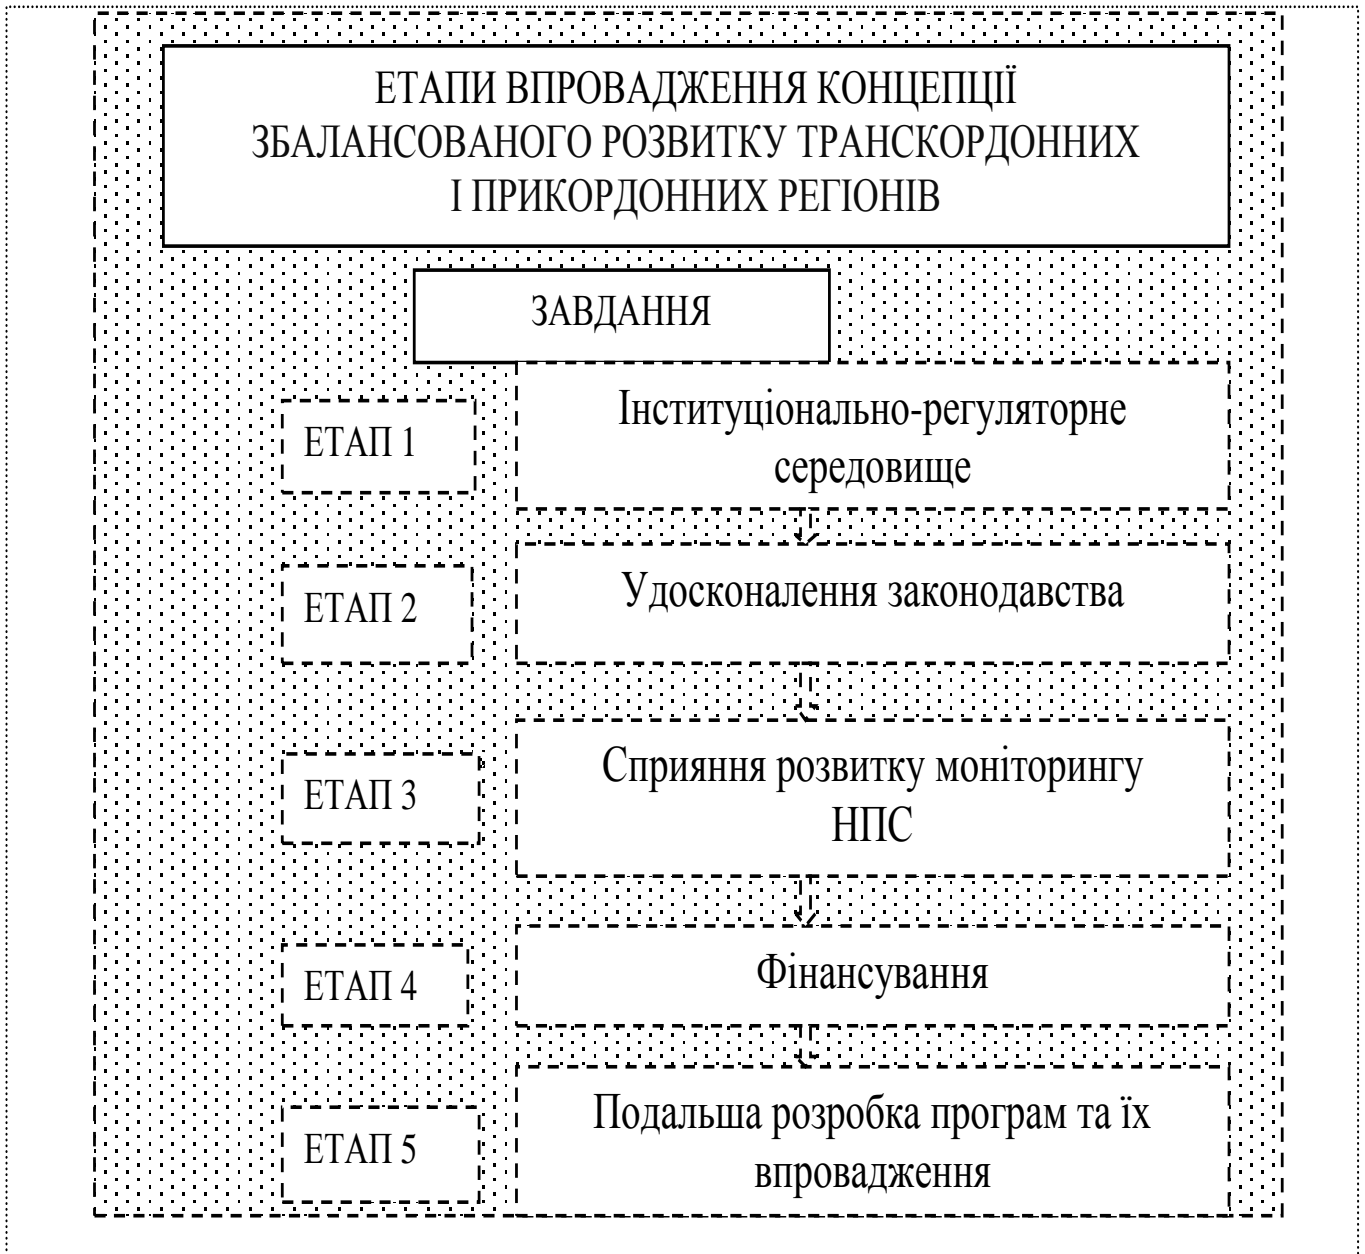 ЕТАПИ ВПРОВАДЖЕННЯ КОНЦЕПЦІЇ
ЗБАЛАНСОВАНОГО РОЗВИТКУ ТРАНСКОРДОННИХ
І ПРИКОРДОННИХ РЕГІОНІВ
ЗАВДАННЯ
ЕТАП 1
Інституціонально-регуляторне
середовище
ЕТАП 2
Удосконалення законодавства
ЕТАП 3
Сприяння розвитку моніторингу
НПС
ЕТАП 4
Фінансування
ЕТАП 5
Подальша розробка програм та їх
впровадження